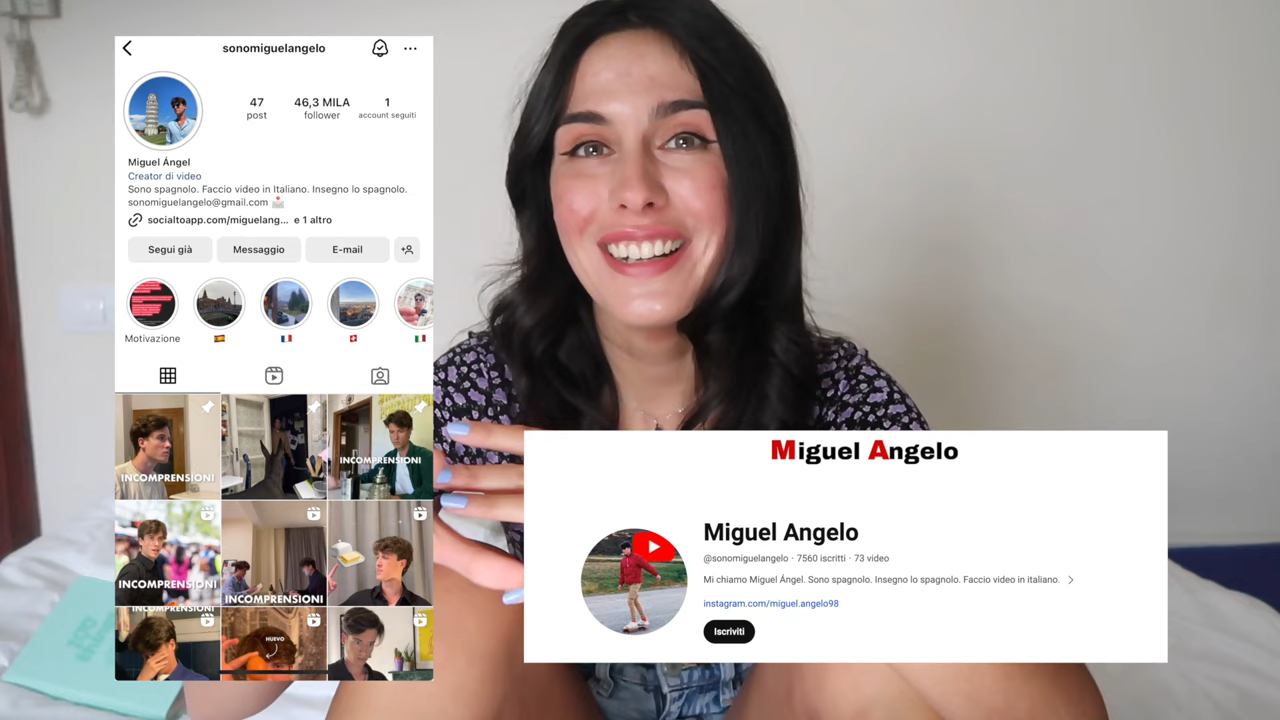 sonomiguelangelo
47
46,3 MILA
1
post
follower
account seguiti
Miguel Ángel
Creator di video
Sono spagnolo. Faccio video in Italiano. Insegno lo spagnolo.
sonomiguelangelo@gmail.com
socialtoapp.com/miguelang... e 1 altro
Segui già
Messaggio
E-mail
Motivazione
INCOMPRENSIONI
INCOMPRENSIONI
INCOMPRENSIONI
INCOMPRENSIONI
INCOMPRENSIONI
HUEVO
Miguel Angelo
Miguel Angelo
@sonomiguelangelo · 7560 iscritti · 73 video
Mi chiamo Miguel Ángel. Sono spagnolo. Insegno lo spagnolo. Faccio video in italiano.
instagram.com/miguel.angelo98
Iscriviti